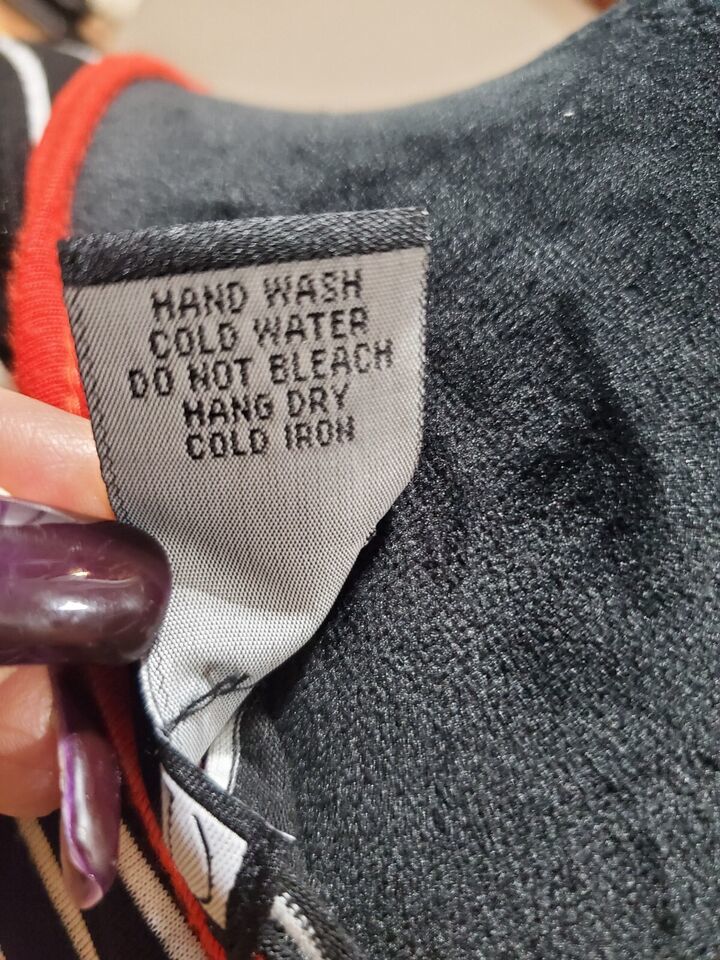 HAND WASH
COLD WATER
DO NOT BLEACH
HANG DRY
COLD IRON